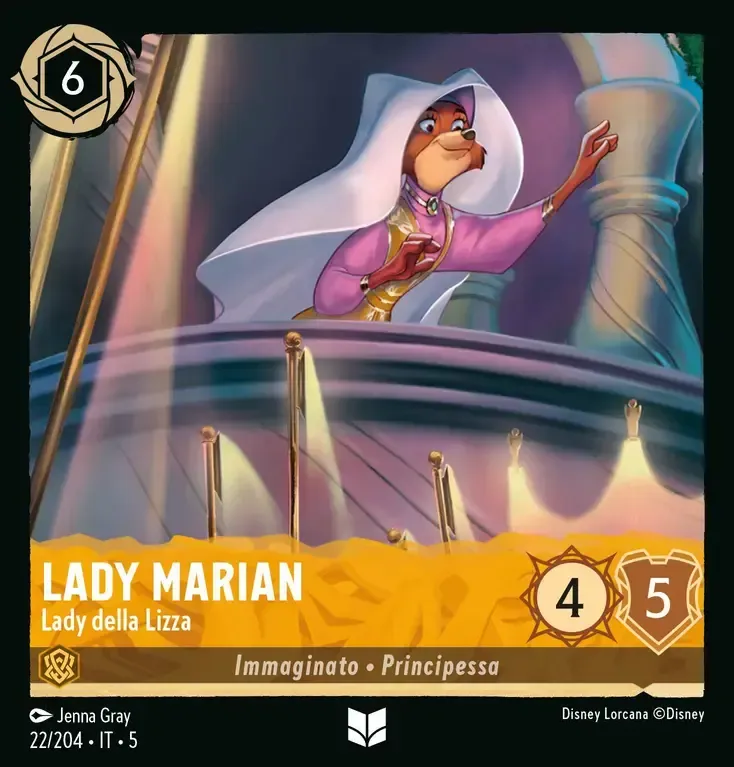 6
LADY MARIAN
Lady della Lizza
4
5
Immaginato • Principessa
Jenna Gray
Disney Lorcana ©Disney
22/204 • IT • 5